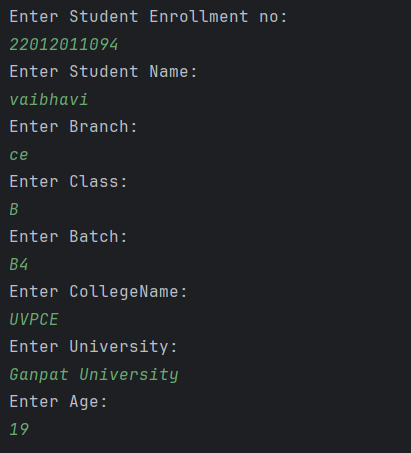 Enter Student Enrollment no:
22012011094
Enter Student Name:
vaibhavi
Enter Branch:
ce
Enter Class:
B
Enter Batch:
B4
Enter CollegeName:
UVPCE
Enter University:
Ganpat University
Enter Age:
19